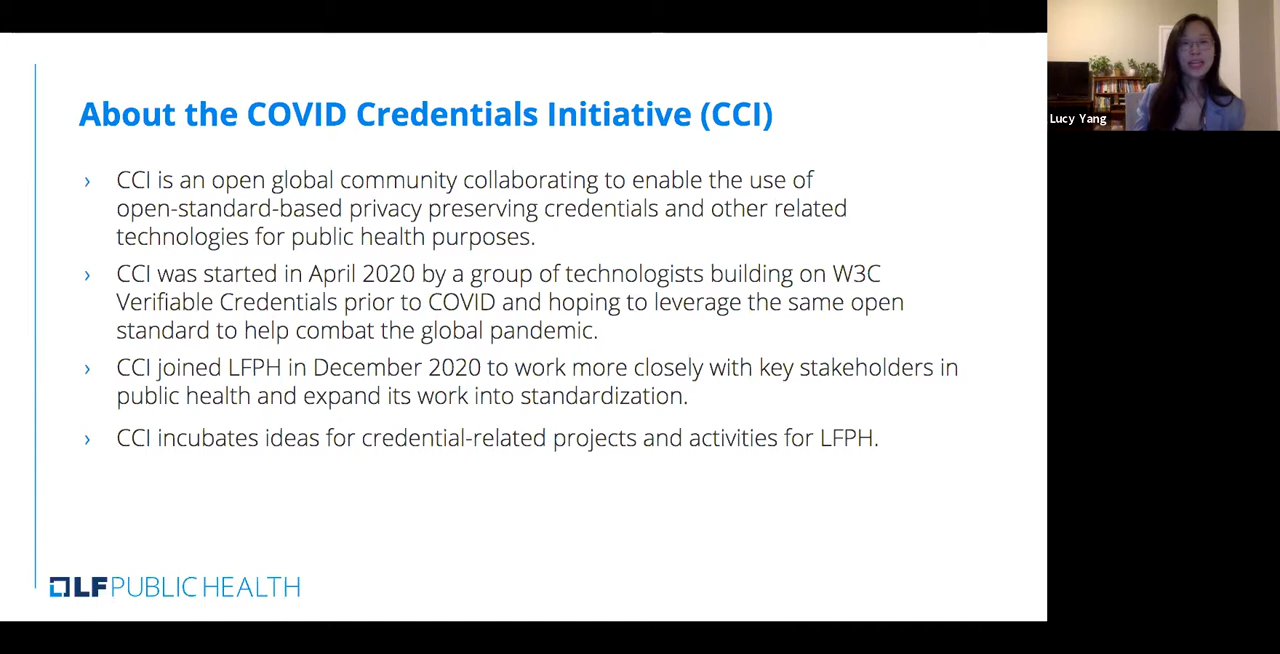 About the COVID Credentials Initiative (CCI)
› CCI is an open global community collaborating to enable the use of
open-standard-based privacy preserving credentials and other related
technologies for public health purposes.
› CCI was started in April 2020 by a group of technologists building on W3C
Verifiable Credentials prior to COVID and hoping to leverage the same open
standard to help combat the global pandemic.
› CCI joined LFPH in December 2020 to work more closely with key stakeholders in
public health and expand its work into standardization.
› CCI incubates ideas for credential-related projects and activities for LFPH.
LF PUBLIC HEALTH
Lucy Yang